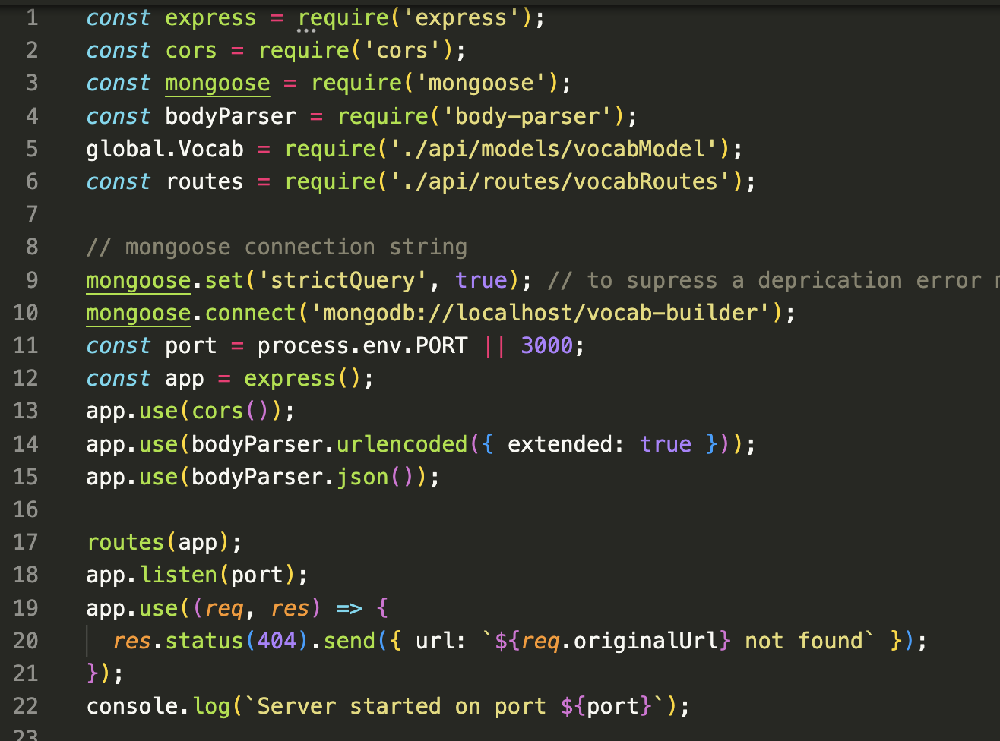 1 const express = require('express');
2 const cors = require('cors');
3 const mongoose = require('mongoose');
4 const bodyParser = require('body-parser');
5 global.Vocab = require('./api/models/vocabModel');
6 const routes = require('./api/routes/vocabRoutes');
7
8 // mongoose connection string
9 mongoose.set('strictQuery', true); // to supress a deprication error
10 mongoose.connect('mongodb://localhost/vocab-builder');
11 const port = process.env.PORT || 3000;
12 const app = express();
13 app.use(cors());
14 app.use(bodyParser.urlencoded({ extended: true }));
15 app.use(bodyParser.json());
16
17 routes(app);
18 app.listen(port);
19 app.use((req, res) => {
20 res.status(404).send({ url: `${req.originalUrl} not found` });
21 });
22 console.log(`Server started on port ${port}`);
23